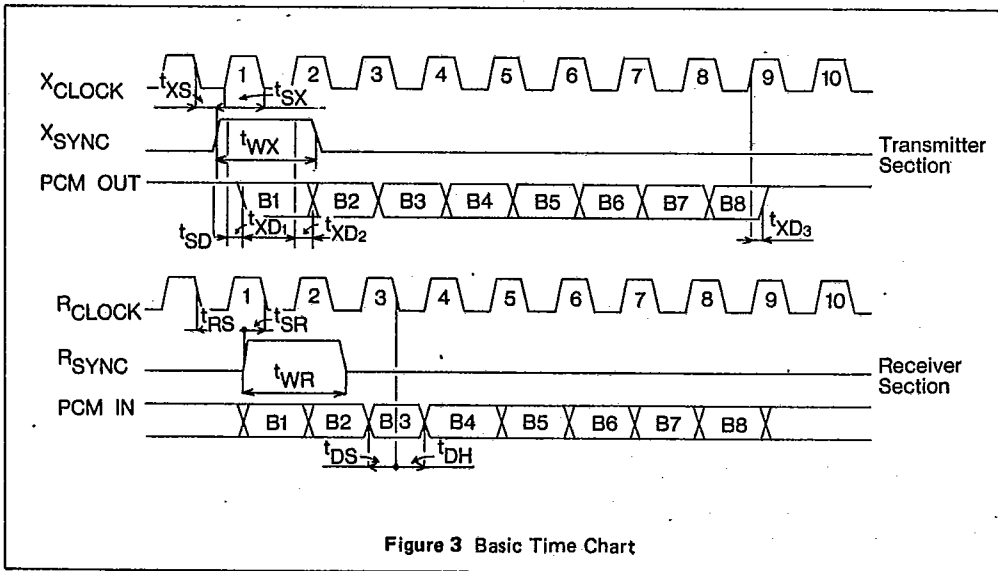 1 2 3 4 5 6 7 8 9 10
XCLOCK
tXS
tSX
XSYNC
tWX
Transmitter
Section
PCM OUT
B1 B2 B3 B4 B5 B6 B7 B8
tSD
tXD1
tXD2
tXD3
1 2 3 4 5 6 7 8 9 10
RCLOCK
tRS
tSR
RSYNC
tWR
Receiver
Section
PCM IN
B1 B2 B3 B4 B5 B6 B7 B8
tDS
tDH
Figure 3 Basic Time Chart